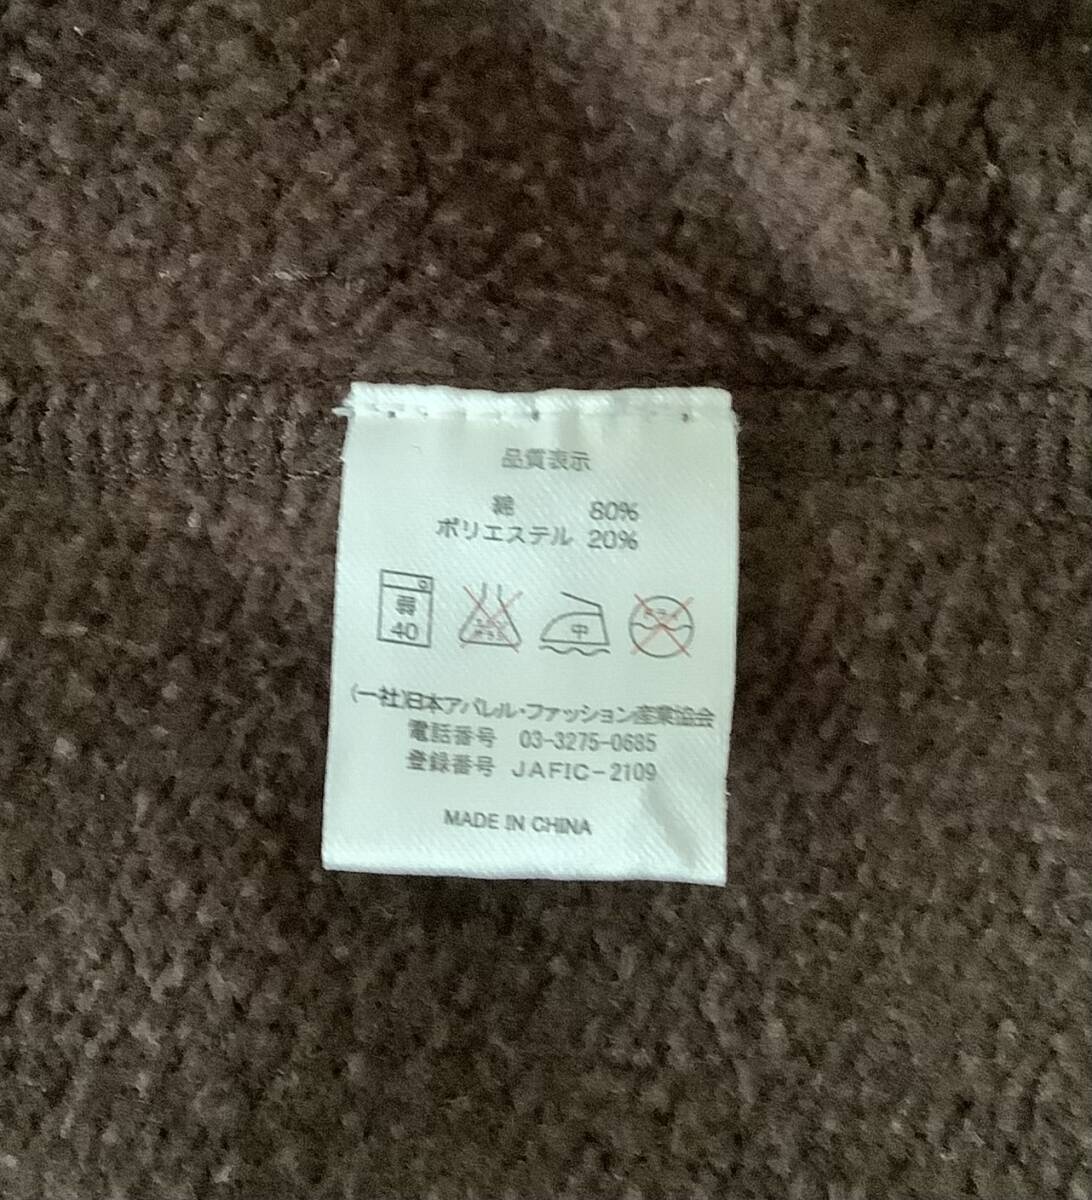 品質表示
綿 80%
ポリエステル 20%
弱
40
中
(一社)日本アパレル・ファッション産業協会
電話番号 03-3275-0685
登録番号 JAFIC-2109
MADE IN CHINA